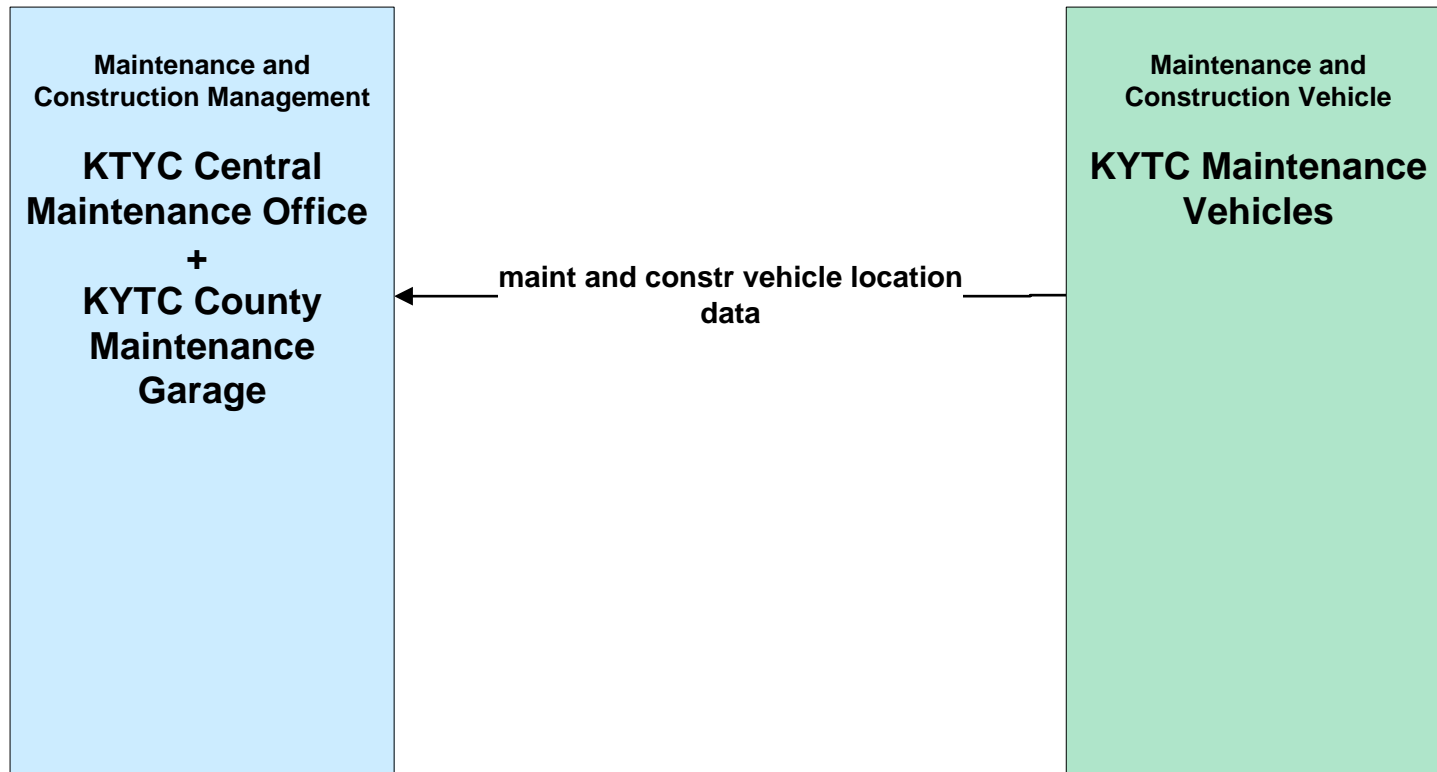 Maintenance and
Construction Management
KTYC Central
Maintenance Office
+
KYTC County
Maintenance
Garage
maint and constr vehicle location
data
Maintenance and
Construction Vehicle
KYTC Maintenance
Vehicles